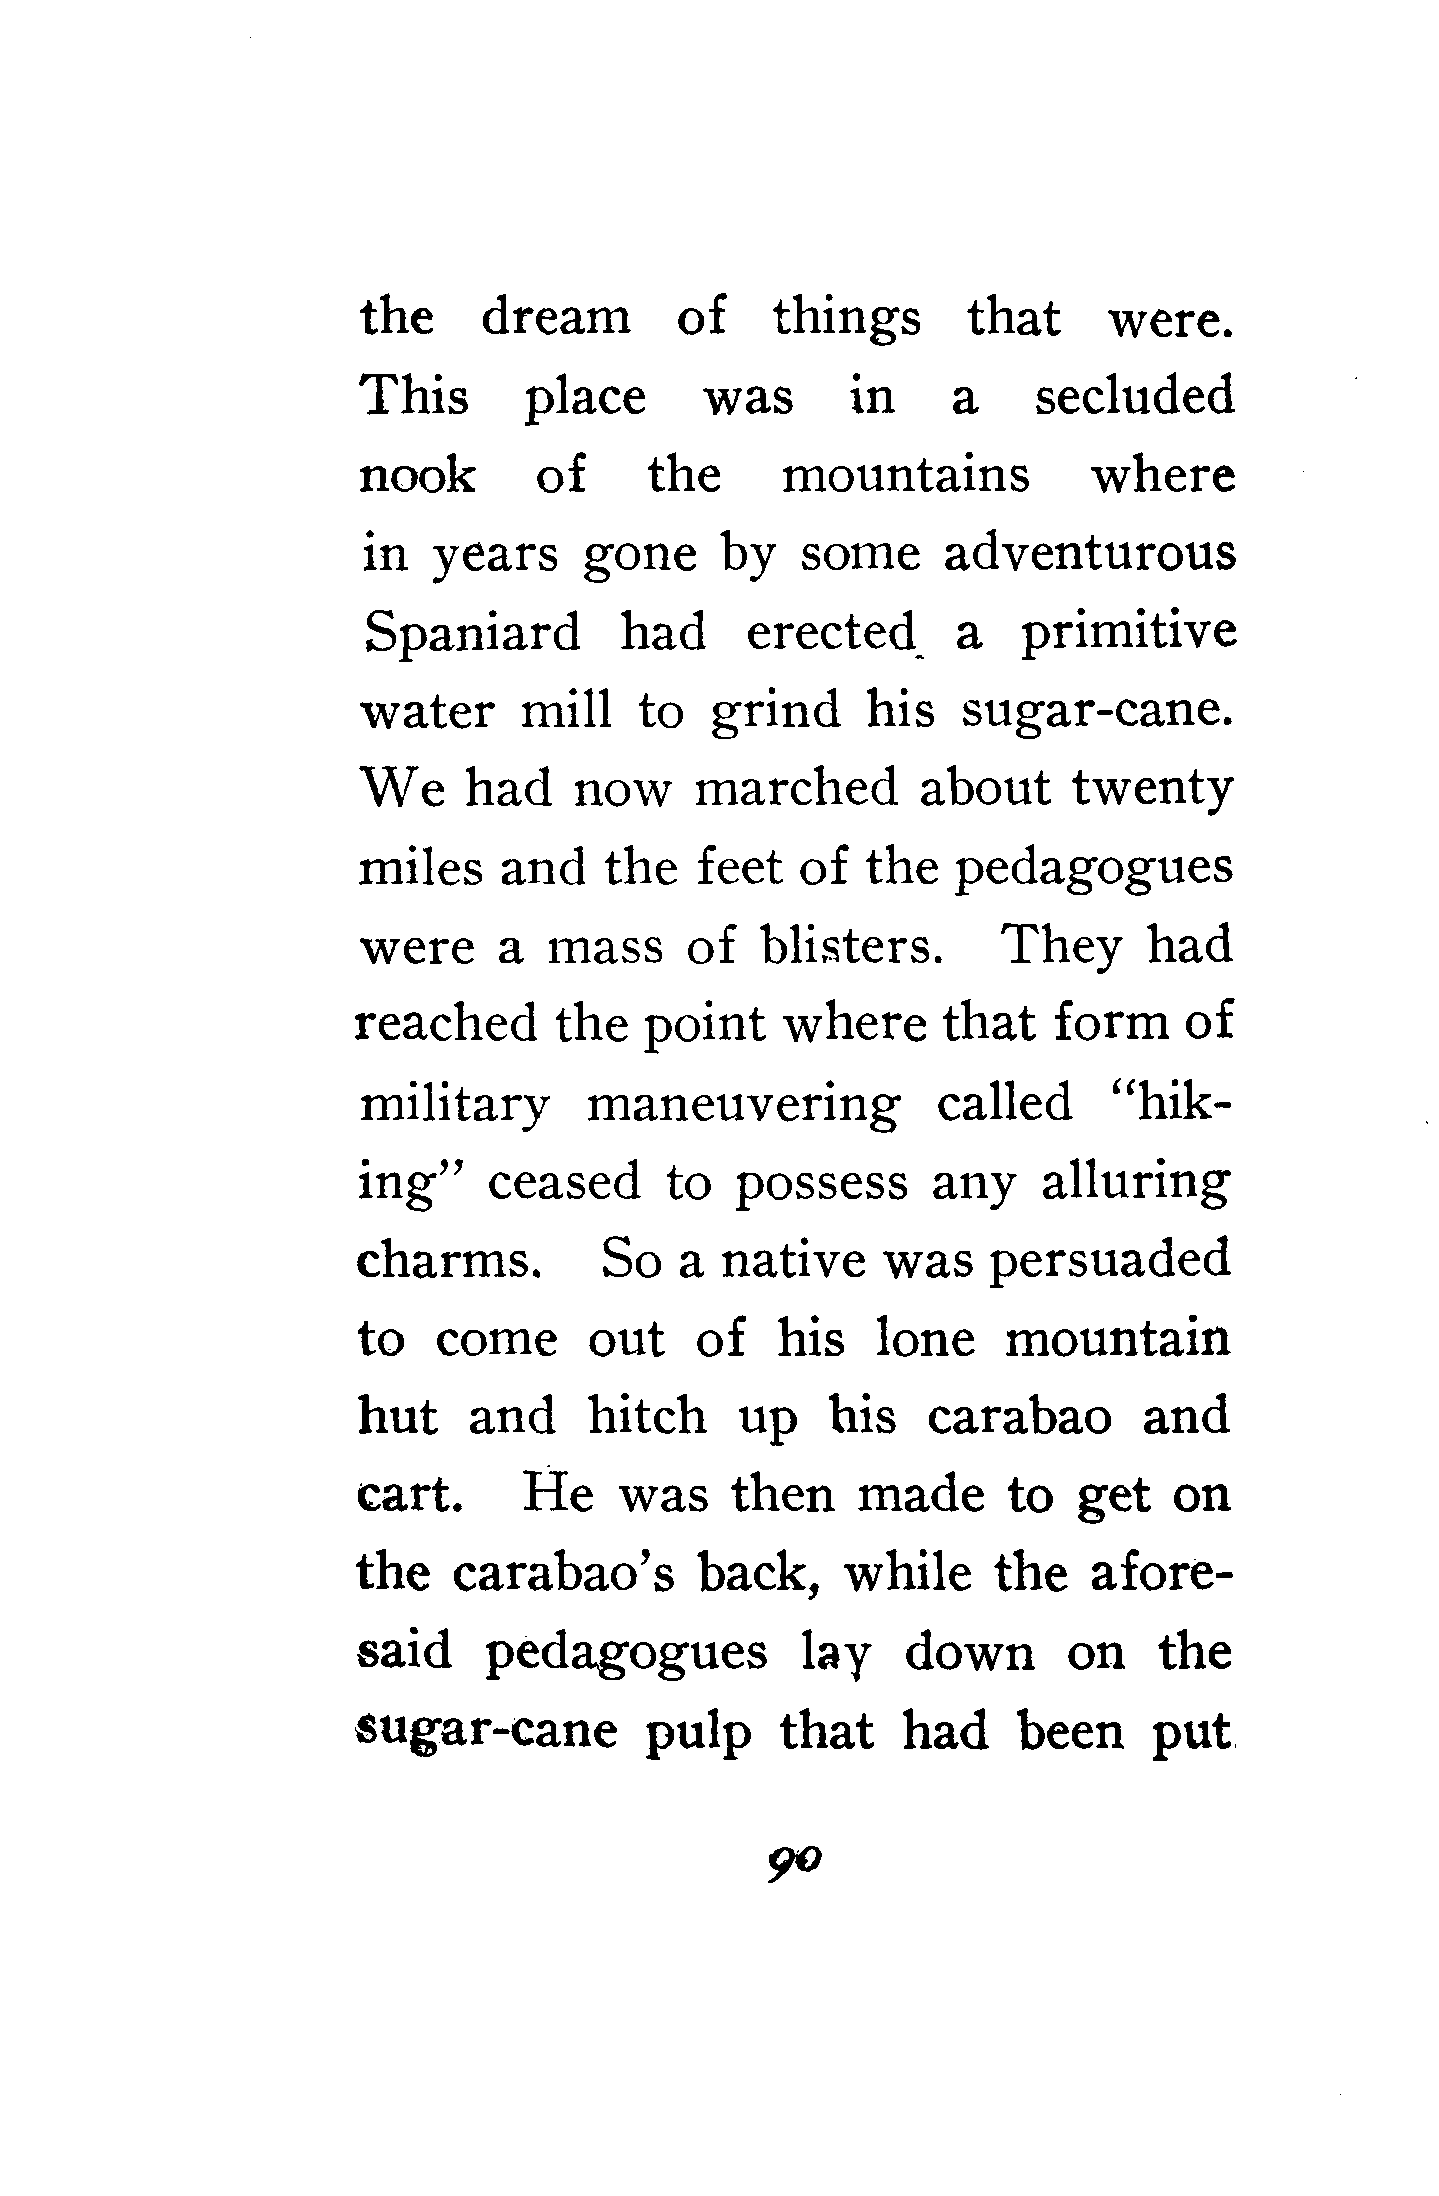 the dream of things that were.
This place was in a secluded
nook of the mountains where
in years gone by some adventurous
Spaniard had erected a primitive
water mill to grind his sugar-cane.
We had now marched about twenty
miles and the feet of the pedagogues
were a mass of blisters. They had
reached the point where that form of
military maneuvering called "hik-
ing" ceased to possess any alluring
charms. So a native was persuaded
to come out of his lone mountain
hut and hitch up his carabao and
cart. He was then made to get on
the carabao's back, while the afore-
said pedagogues lay down on the
sugar-cane pulp that had been put
90